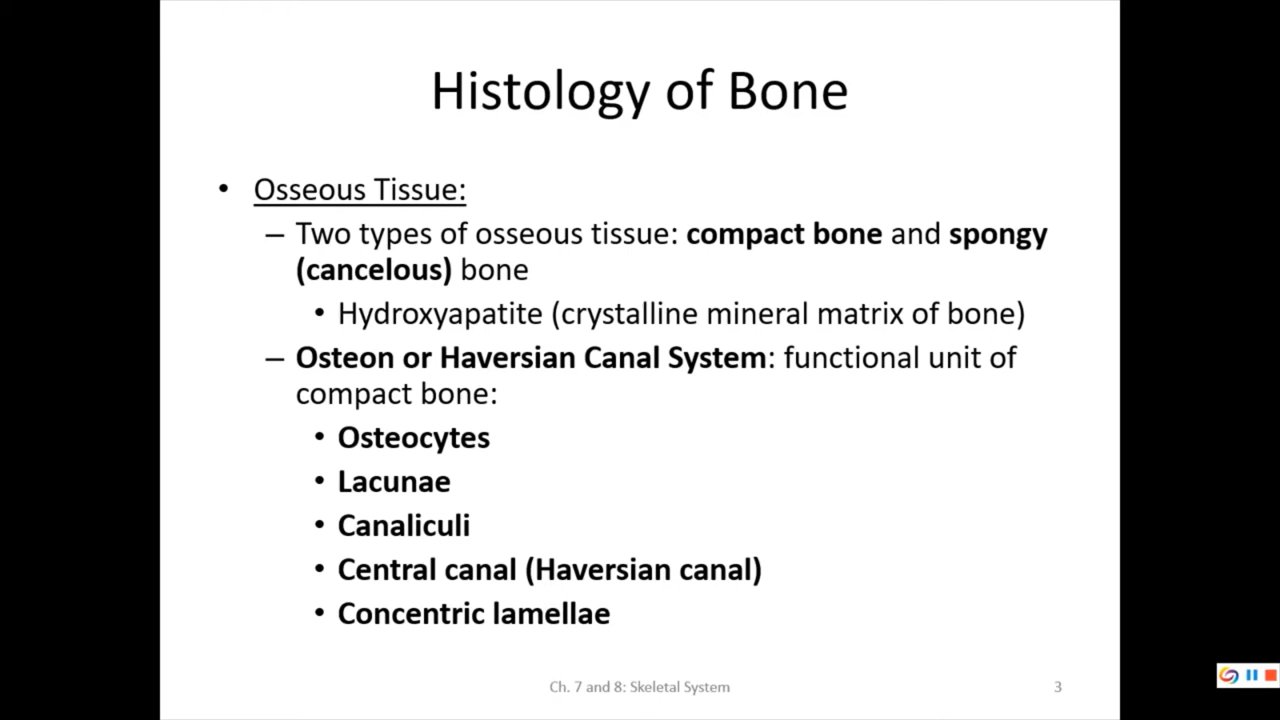 Histology of Bone
• Osseous Tissue:
– Two types of osseous tissue: compact bone and spongy
(cancelous) bone
• Hydroxyapatite (crystalline mineral matrix of bone)
– Osteon or Haversian Canal System: functional unit of
compact bone:
• Osteocytes
• Lacunae
• Canaliculi
• Central canal (Haversian canal)
• Concentric lamellae
Ch. 7 and 8: Skeletal System
3